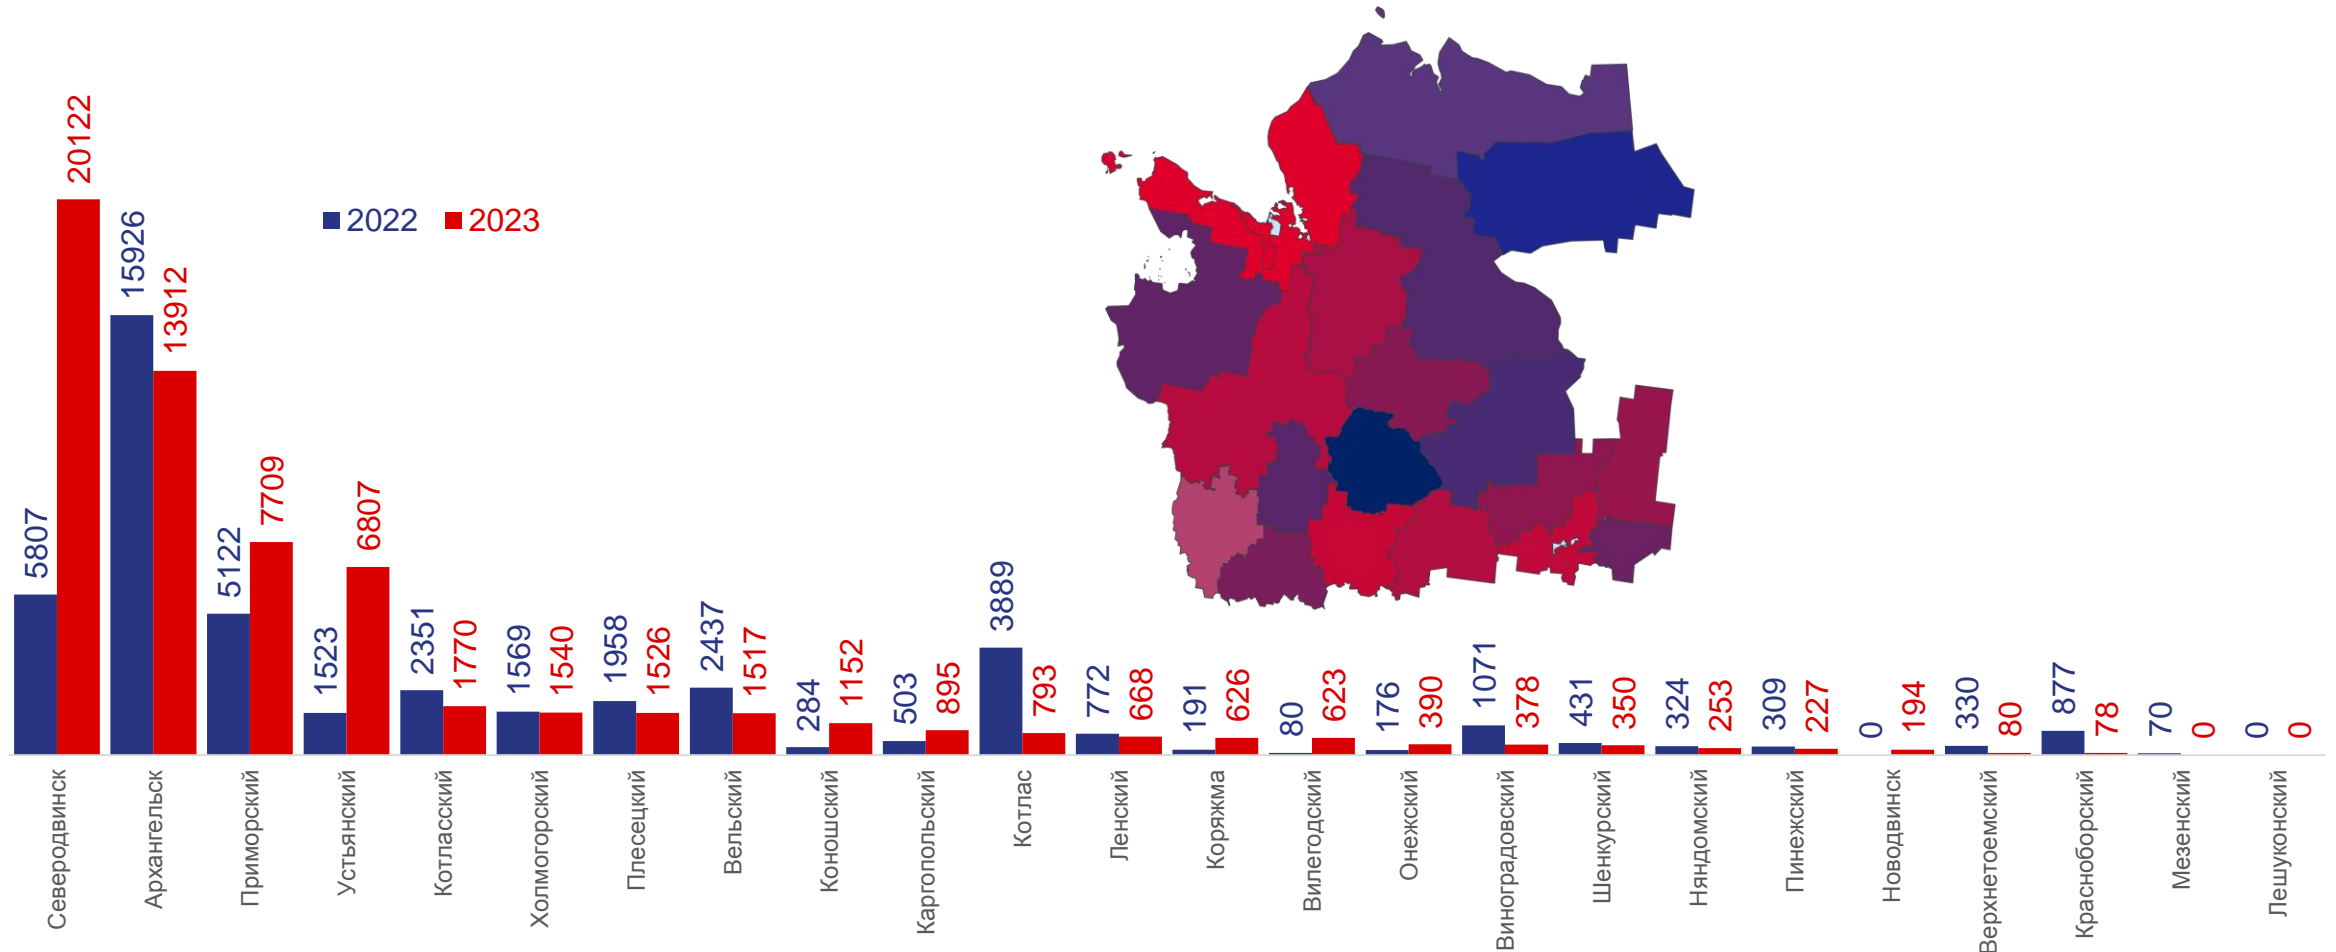 2022 2023
5807 20122
15926 13912
5122 7709
1523 6807
2351 1770
1569 1540
1958 1526
2437 1517
284 1152
503 895
3889 793
772 668
191 626
80 623
176 390
1071 378
431 350
324 253
309 227
0 194
330 80
877 78
70 0
0 0
Северодвинск
Архангельск
Приморский
Устьянский
Котласский
Холмогорский
Плесецкий
Вельский
Коношский
Каргопольский
Котлас
Ленский
Коряжма
Вилегодский
Онежский
Виноградовский
Шенкурский
Няндомский
Пинежский
Новодвинск
Верхнетоемский
Красноборский
Мезенский
Лешуконский